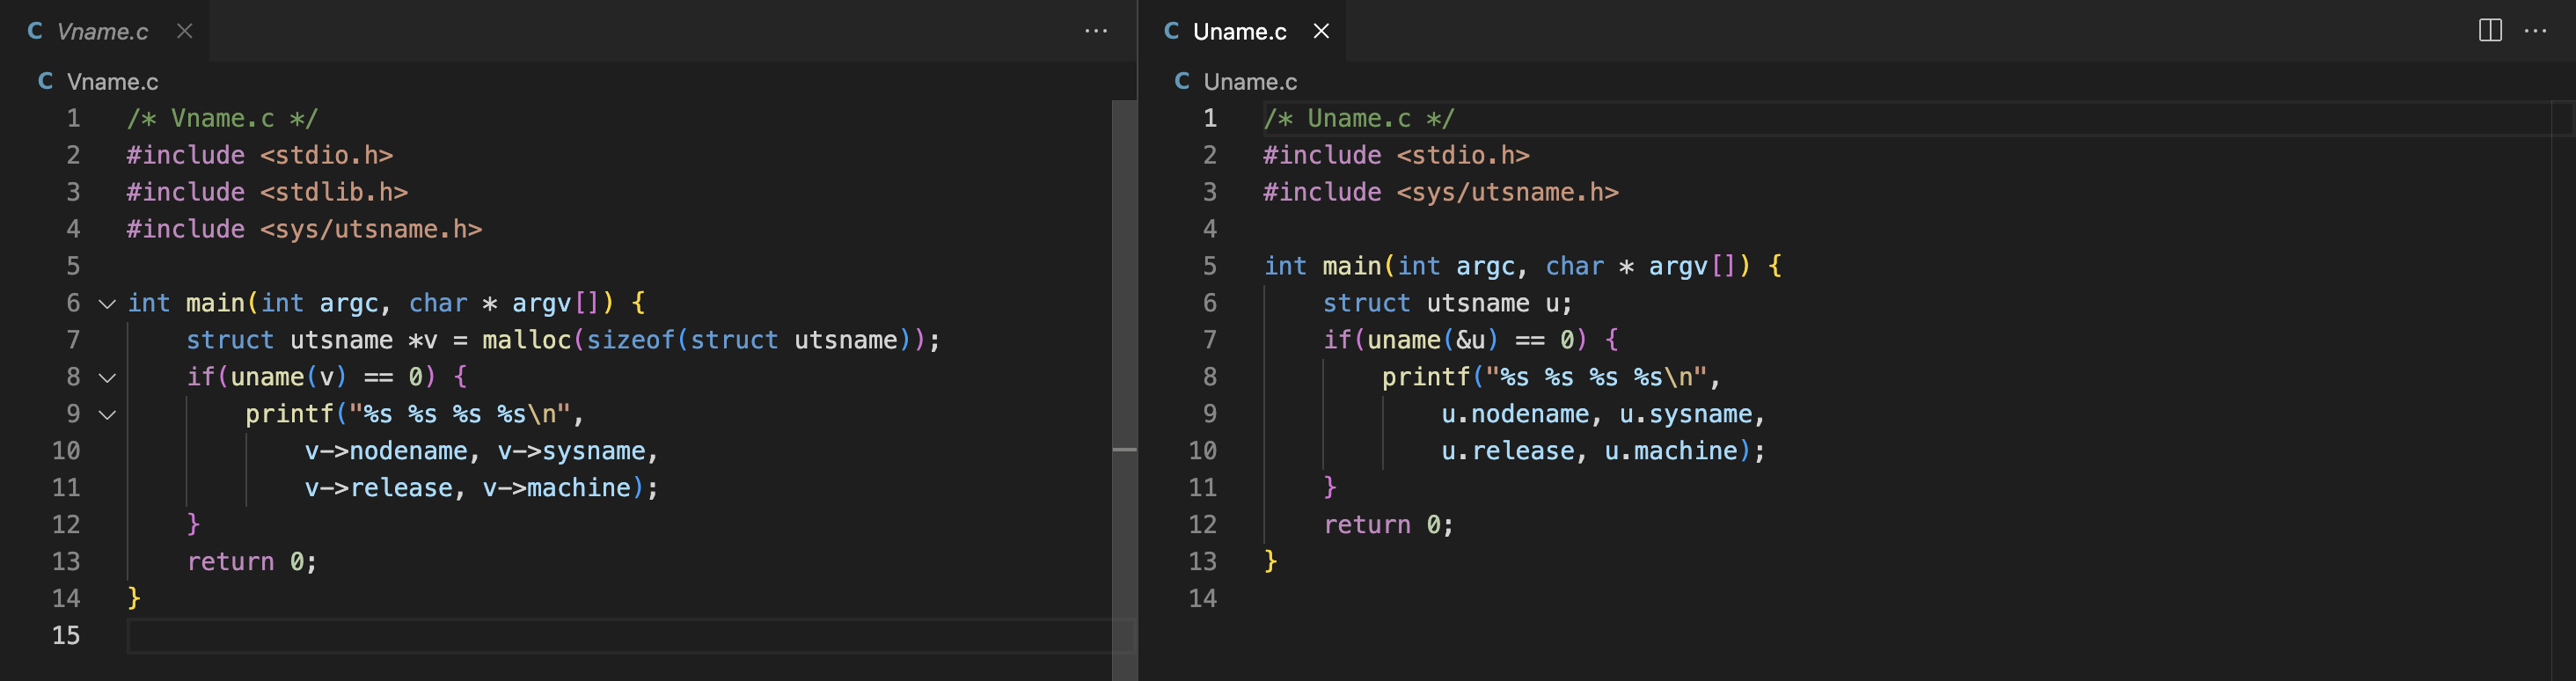 C Vname.c
C Vname.c
1 /* Vname.c */
2 #include <stdio.h>
3 #include <stdlib.h>
4 #include <sys/utsname.h>
5
6 int main(int argc, char * argv[]) {
7     struct utsname *v = malloc(sizeof(struct utsname));
8     if(uname(v) == 0) {
9         printf("%s %s %s %s\n",
10             v->nodename, v->sysname,
11             v->release, v->machine);
12     }
13     return 0;
14 }
15
C Uname.c
C Uname.c
1 /* Uname.c */
2 #include <stdio.h>
3 #include <sys/utsname.h>
4
5 int main(int argc, char * argv[]) {
6     struct utsname u;
7     if(uname(&u) == 0) {
8         printf("%s %s %s %s\n",
9             u.nodename, u.sysname,
10             u.release, u.machine);
11     }
12     return 0;
13 }
14